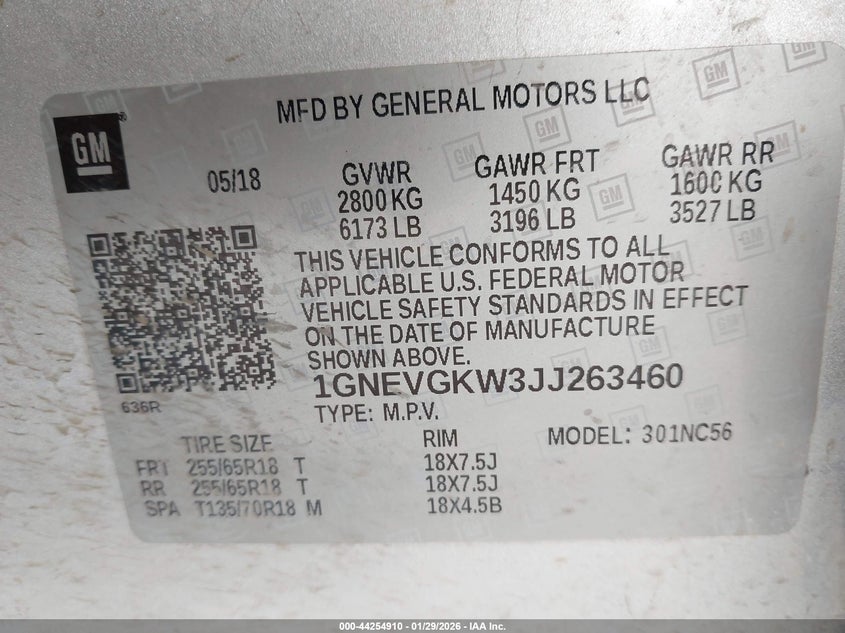 MFD BY GENERAL MOTORS LLC
GM
05/18
GVWR GAWR FRT GAWR RR
2800 KG 1450 KG 1600 KG
6173 LB 3196 LB 3527 LB
THIS VEHICLE CONFORMS TO ALL
APPLICABLE U.S. FEDERAL MOTOR
VEHICLE SAFETY STANDARDS IN EFFECT
ON THE DATE OF MANUFACTURE
SHOWN ABOVE.
1GNEVGKW3JJ263460
636R
TYPE: M.P.V.
TIRE SIZE RIM MODEL: 301NC56
FRT 255/65R18 T 18X7.5J
RR 255/65R18 T 18X7.5J
SPA T135/70R18 M 18X4.5B
000-44254910 - 01/29/2026 - IAA Inc.